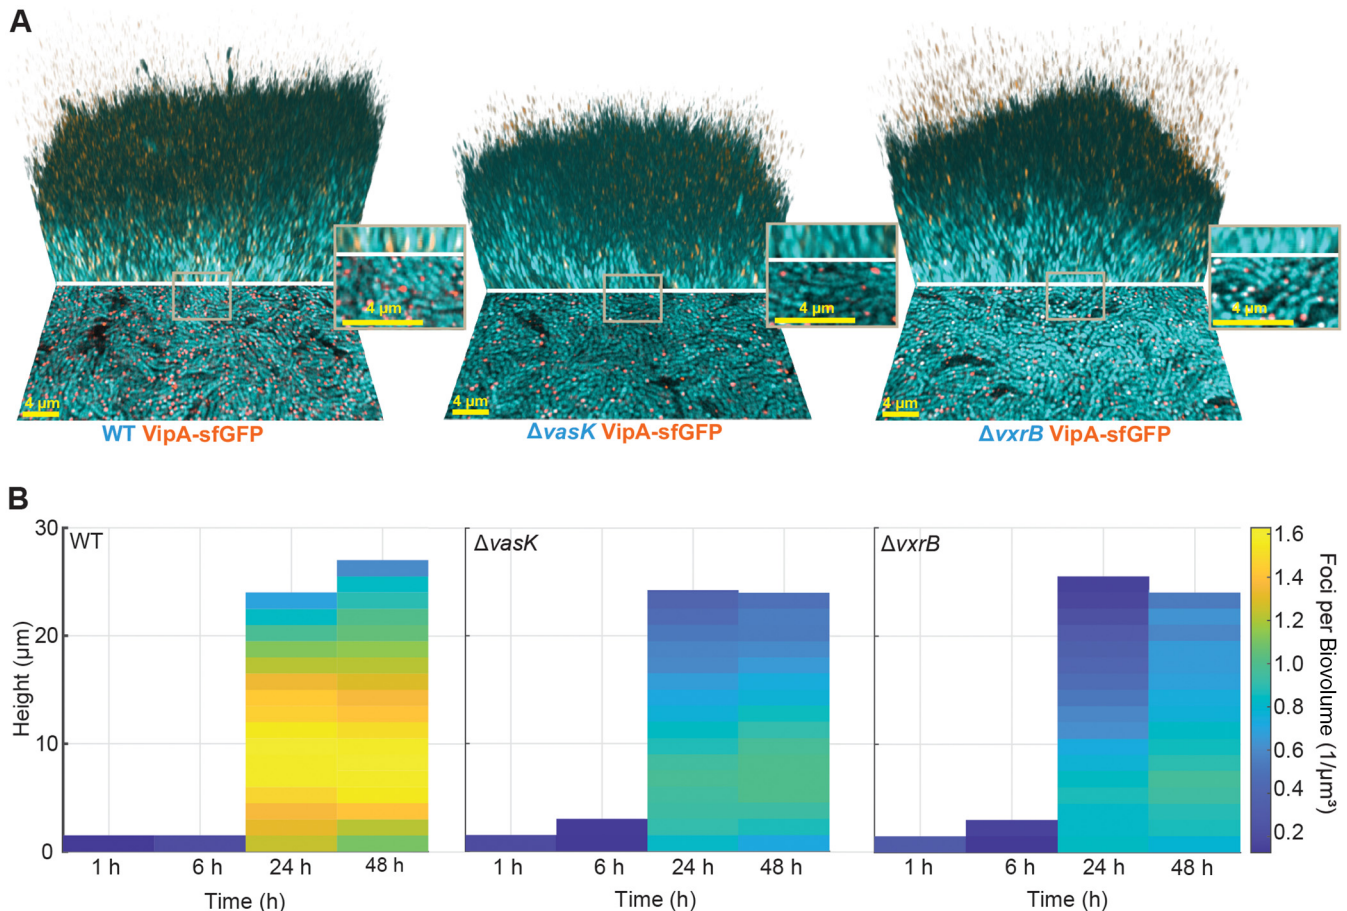 A
4 µm
4 µm
4 µm
4 µm
4 µm
4 µm
WT VipA-sfGFP
ΔvasK VipA-sfGFP
ΔvxrB VipA-sfGFP
B
WT
ΔvasK
ΔvxrB
30
20
10
0
Height (µm)
1 h 6 h 24 h 48 h
1 h 6 h 24 h 48 h
1 h 6 h 24 h 48 h
Time (h)
Time (h)
Time (h)
1.6
1.4
1.2
1.0
0.8
0.6
0.4
0.2
Foci per Biovolume (1/µm³)